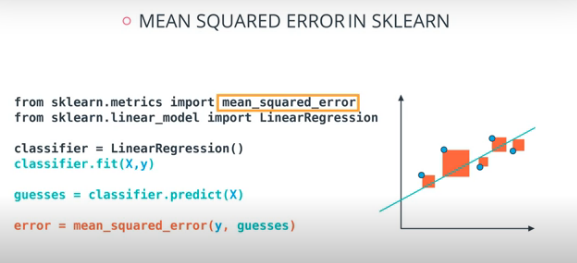 MEAN SQUARED ERROR IN SKLEARN
from sklearn.metrics import mean_squared_error
from sklearn.linear_model import LinearRegression
classifier = LinearRegression()
classifier.fit(X,y)
guesses = classifier.predict(X)
error = mean_squared_error(y, guesses)